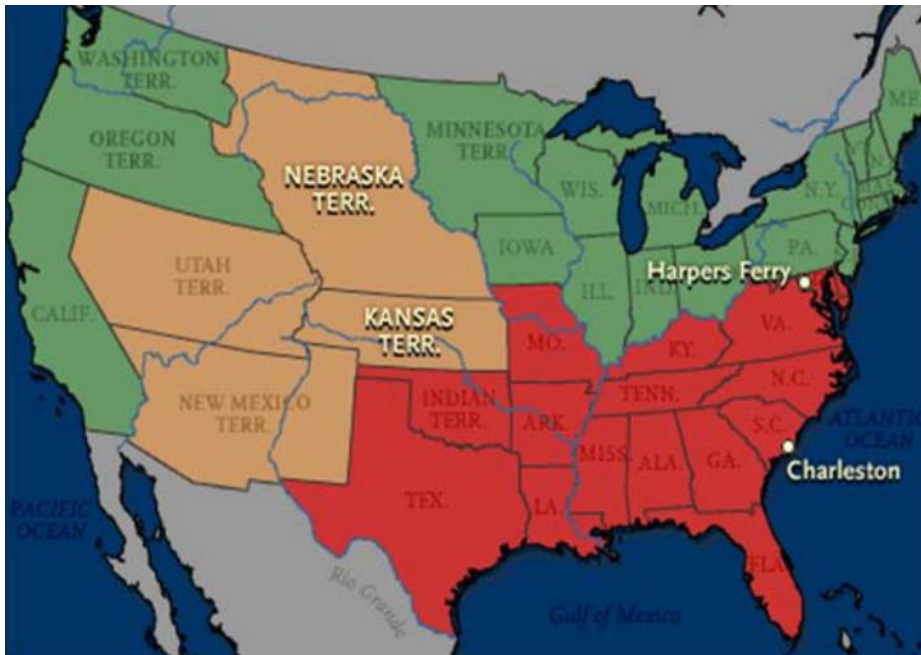 WASHINGTON
TERR.
OREGON
TERR.
NEBRASKA
TERR.
MINNESOTA
TERR.
WIS.
MICH.
N.Y.
ME.
IOWA
PA.
ILL.
IND.
Harpers Ferry
UTAH
TERR.
CALIF.
KANSAS
TERR.
MO.
KY.
VA.
NEW MEXICO
TERR.
INDIAN
TERR.
ARK.
TENN.
N.C.
S.C.
ATLANTIC
OCEAN
MISS.
ALA.
GA.
Charleston
TEX.
LA.
FLA.
PACIFIC
OCEAN
Rio Grande
Gulf of Mexico